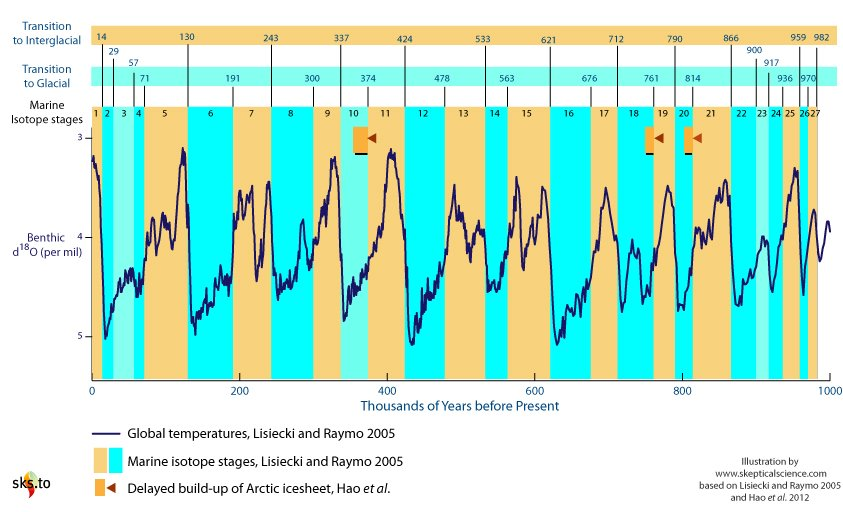 Transition
to Interglacial
14 130 243 337 424 533 621 712 790 866 959 982
29 900
57 917
Transition
to Glacial
71 191 300 374 478 563 676 761 814 936 970
Marine
Isotope stages
1 2 3 4 5 6 7 8 9 10 11 12 13 14 15 16 17 18 19 20 21 22 23 24 25 26 27
3
4
Benthic
d18O (per mil)
5
0 200 400 600 800 1000
Thousands of Years before Present
Global temperatures, Lisiecki and Raymo 2005
Marine isotope stages, Lisiecki and Raymo 2005
Delayed build-up of Arctic icesheet, Hao et al.
sks.to
Illustration by
www.skepticalscience.com
based on Lisiecki and Raymo 2005
and Hao et al. 2012